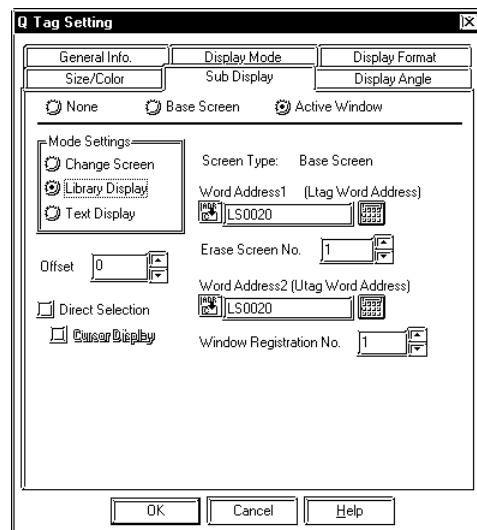 Q Tag Setting
General Info. Display Mode Display Format
Size/Color Sub Display Display Angle
None Base Screen Active Window
Mode Settings
Change Screen
Library Display
Text Display
Screen Type: Base Screen
Word Address1 (Ltag Word Address)
LS0020
Erase Screen No. 1
Offset 0
Word Address2 (Utag Word Address)
LS0020
Direct Selection
Cursor Display
Window Registration No. 1
OK Cancel Help